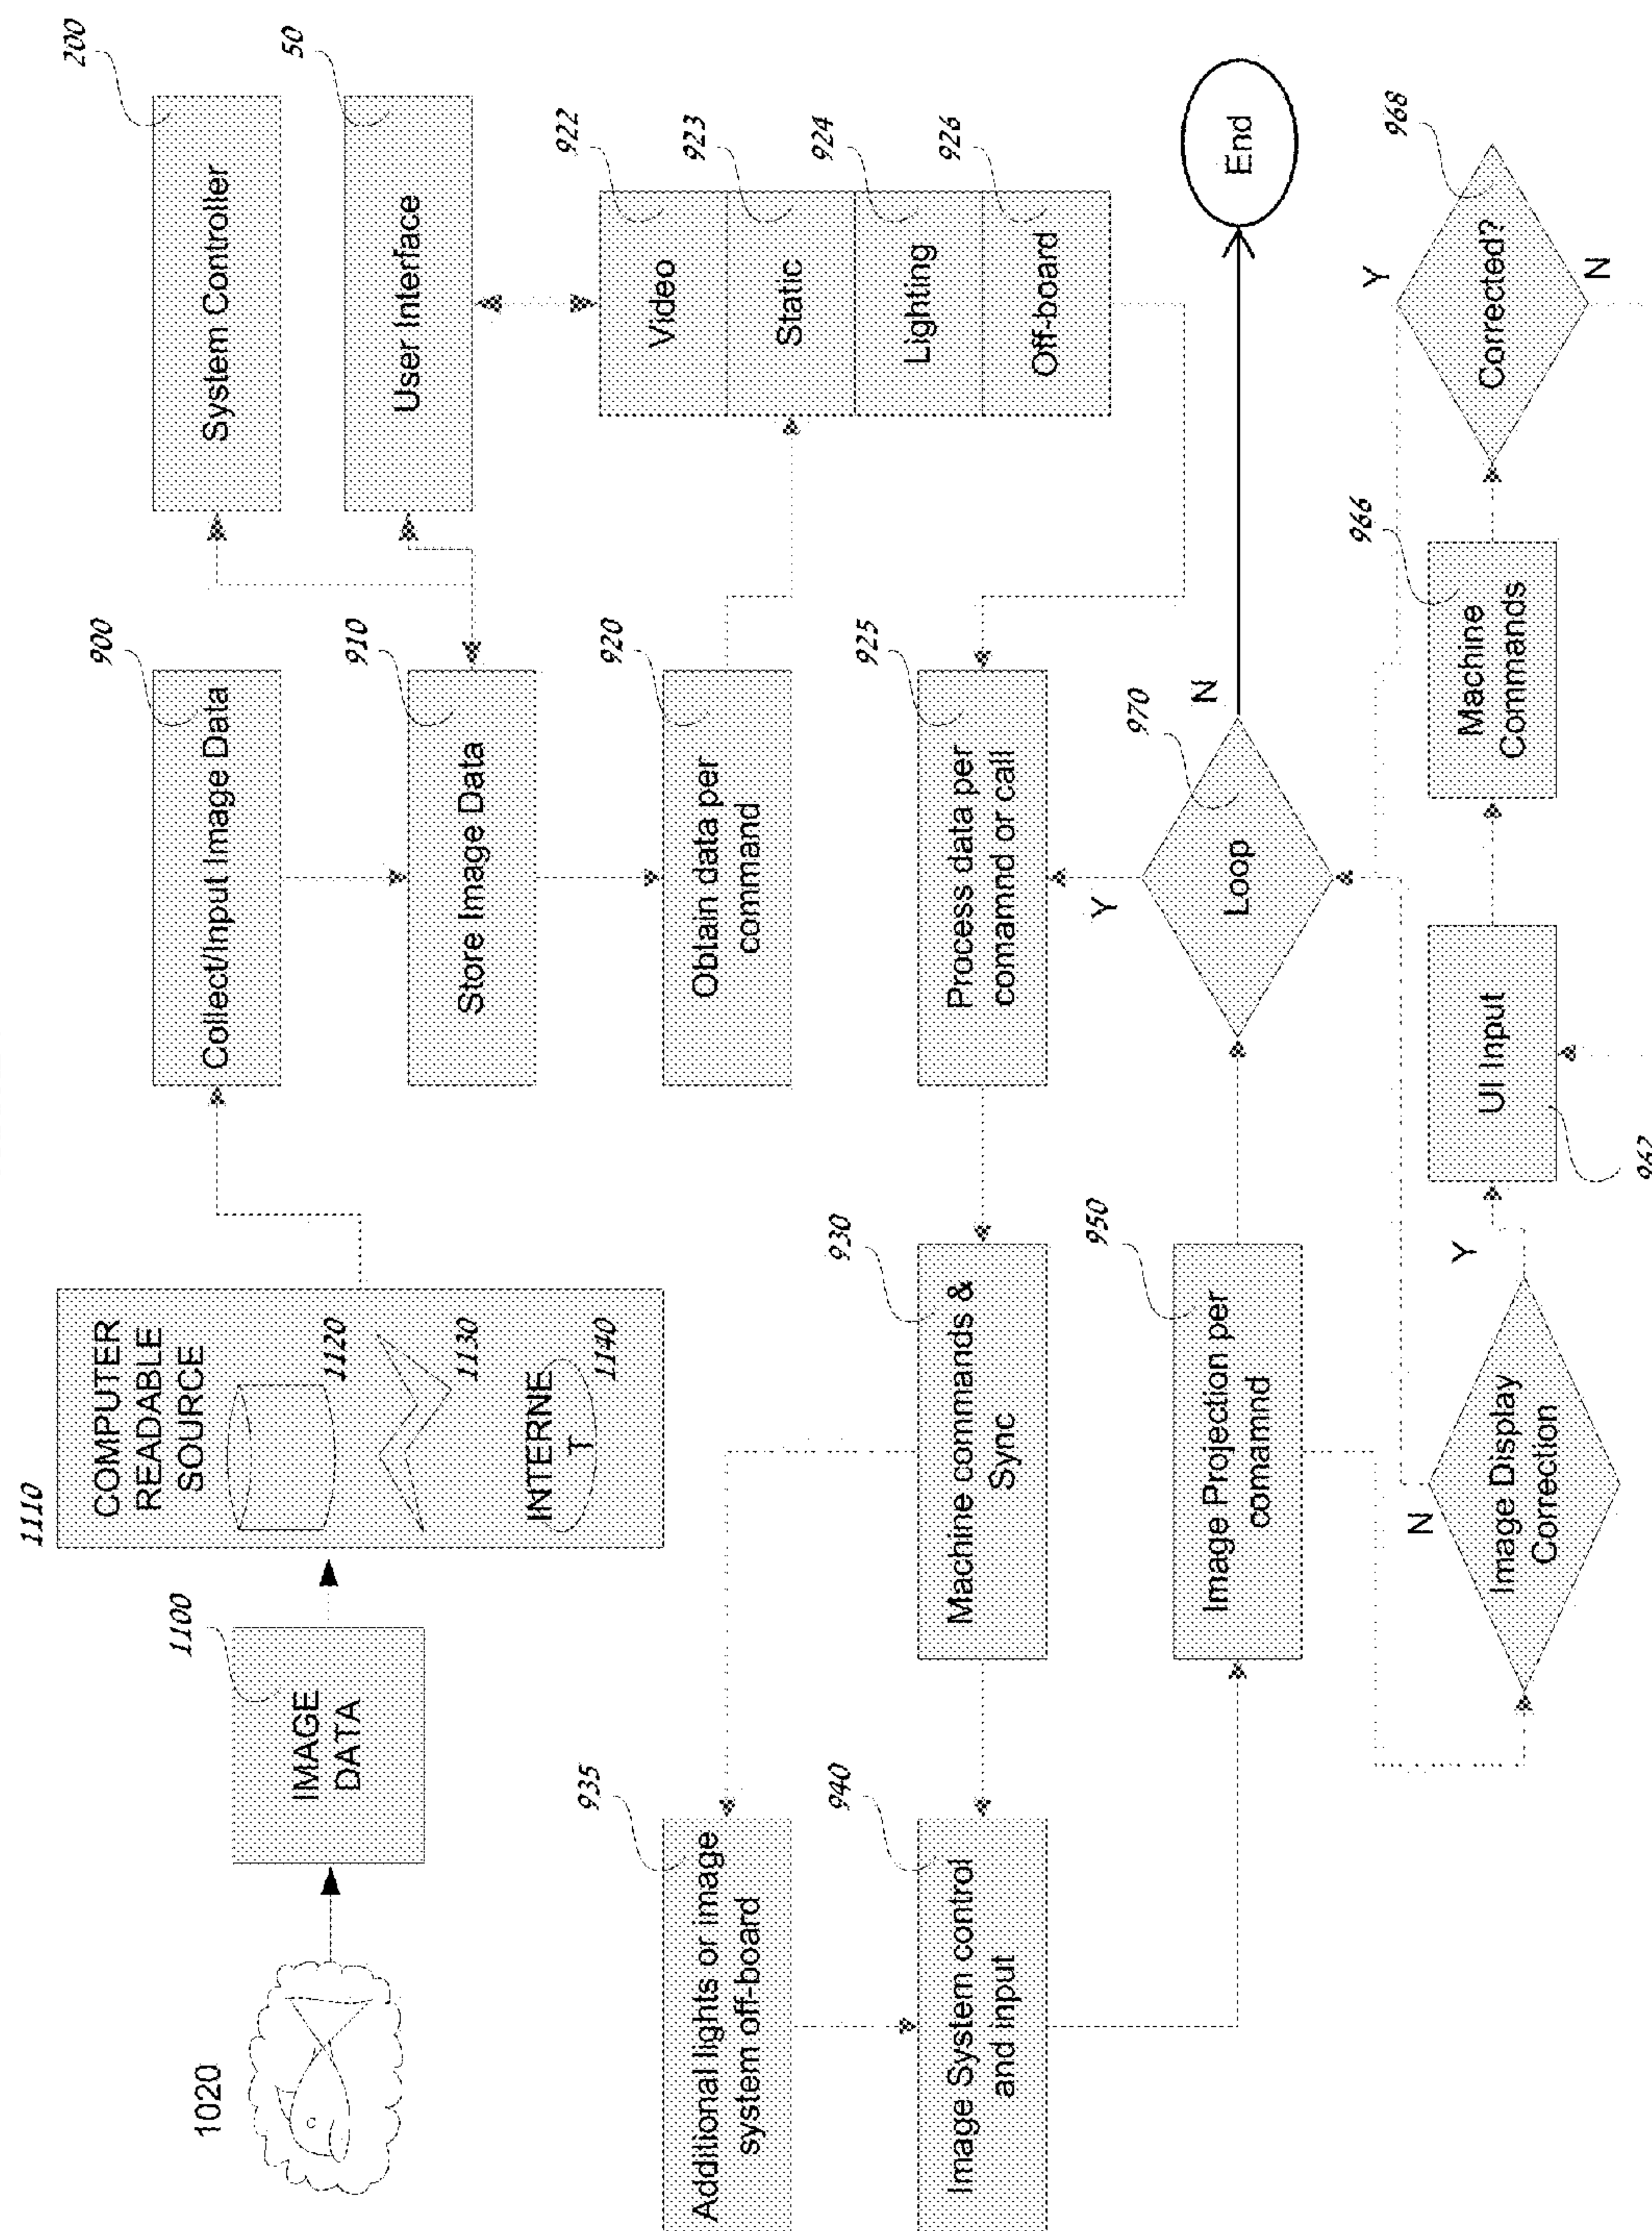 1020
1100
IMAGE
DATA
1110
COMPUTER
READABLE
SOURCE
1120
1130
INTERNE
T
1140
900
Collect/Input Image Data
200
System Controller
910
Store Image Data
50
User Interface
920
Obtain data per
command
922
Video
923
Static
924
Lighting
926
Off-board
935
Additional lights or image
system off-board
940
Image System control
and input
930
Machine commands &
Sync
925
Process data per
comamnd or call
950
Image Projection per
comamnd
970
Loop
Y
N
End
Image Display
Correction
N
Y
UI Input
962
966
Machine
Commands
968
Corrected?
Y
N